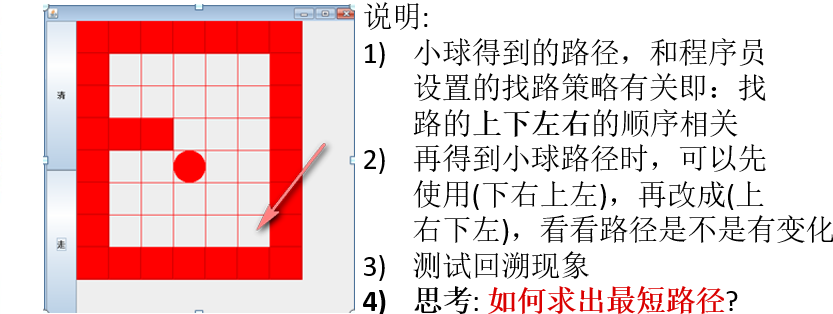 清
走
说明:
1) 小球得到的路径，和程序员
设置的找路策略有关即：找
路的上下左右的顺序相关
2) 再得到小球路径时，可以先
使用(下右上左)，再改成(上
右下左)，看看路径是不是有变化
3) 测试回溯现象
4) 思考: 如何求出最短路径?